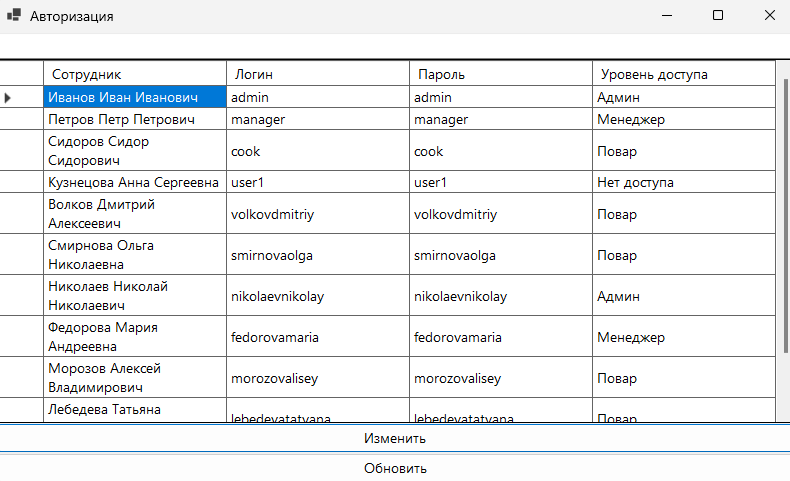 Авторизация
Сотрудник Логин Пароль Уровень доступа
Иванов Иван Иванович admin admin Админ
Петров Петр Петрович manager manager Менеджер
Сидоров Сидор
Сидорович cook cook Повар
Кузнецова Анна Сергеевна user1 user1 Нет доступа
Волков Дмитрий
Алексеевич volkovdmitriy volkovdmitriy Повар
Смирнова Ольга
Николаевна smirnovaolga smirnovaolga Повар
Николаев Николай
Николаевич nikolaevnikolay nikolaevnikolay Админ
Федорова Мария
Андреевна fedorovamaria fedorovamaria Менеджер
Морозов Алексей
Владимирович morozovalisey morozovalisey Повар
Лебедева Татьяна
lebedevatatyana lebedevatatyana Повар
Изменить
Обновить